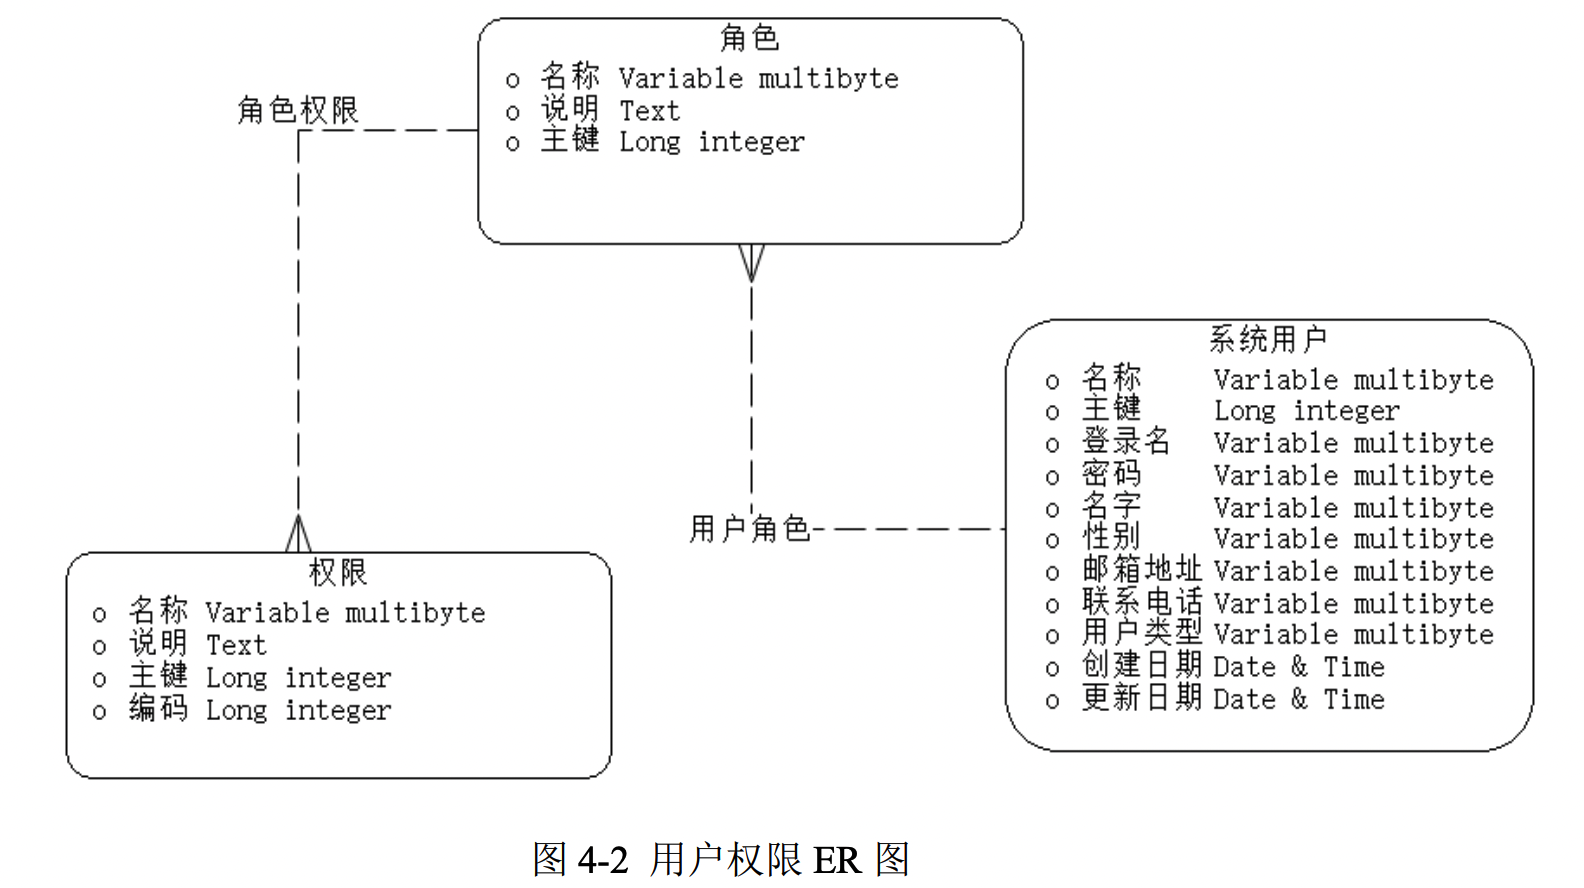 角色
o 名称 Variable multibyte
o 说明 Text
o 主键 Long integer
角色权限
系统用户
o 名称 Variable multibyte
o 主键 Long integer
o 登录名 Variable multibyte
o 密码 Variable multibyte
o 名字 Variable multibyte
o 性别 Variable multibyte
o 邮箱地址 Variable multibyte
o 联系电话 Variable multibyte
o 用户类型 Variable multibyte
o 创建日期 Date & Time
o 更新日期 Date & Time
用户角色
权限
o 名称 Variable multibyte
o 说明 Text
o 主键 Long integer
o 编码 Long integer
图 4-2 用户权限 ER 图